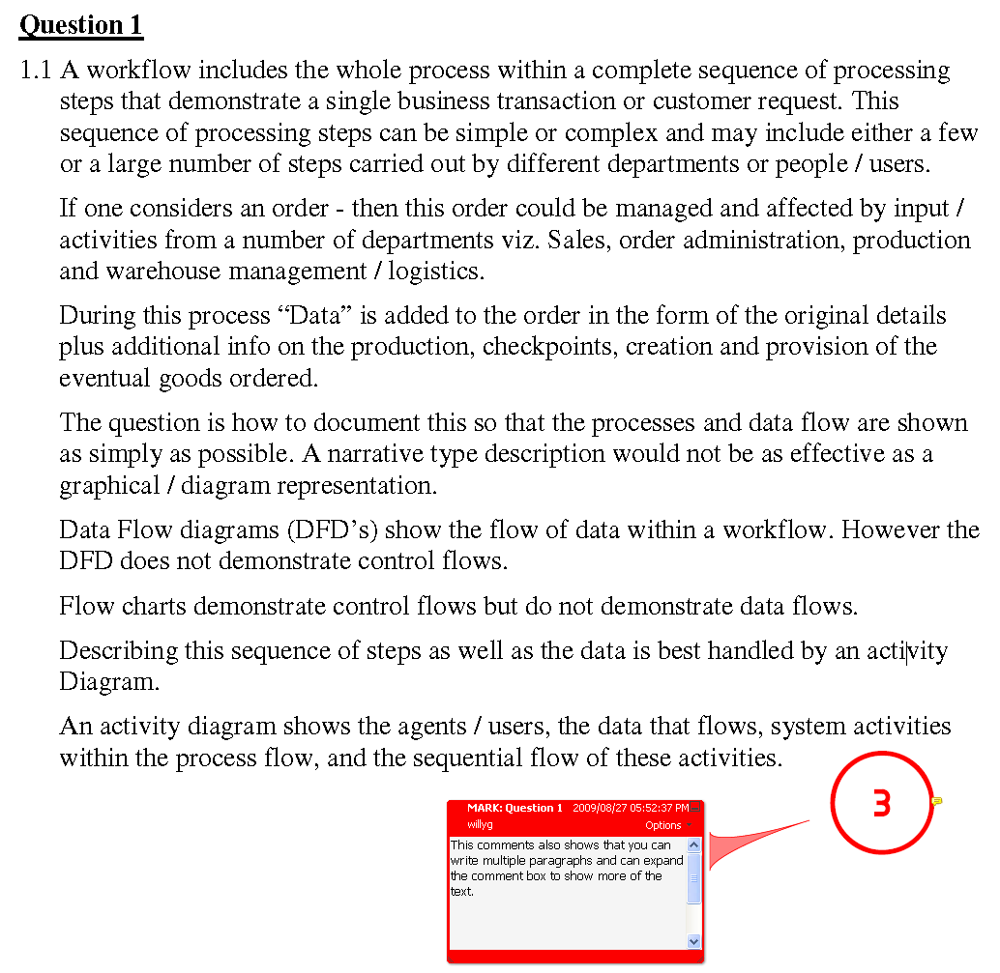 Question 1
1.1 A workflow includes the whole process within a complete sequence of processing
steps that demonstrate a single business transaction or customer request. This
sequence of processing steps can be simple or complex and may include either a few
or a large number of steps carried out by different departments or people / users.
If one considers an order - then this order could be managed and affected by input /
activities from a number of departments viz. Sales, order administration, production
and warehouse management / logistics.
During this process “Data” is added to the order in the form of the original details
plus additional info on the production, checkpoints, creation and provision of the
eventual goods ordered.
The question is how to document this so that the processes and data flow are shown
as simply as possible. A narrative type description would not be as effective as a
graphical / diagram representation.
Data Flow diagrams (DFD’s) show the flow of data within a workflow. However the
DFD does not demonstrate control flows.
Flow charts demonstrate control flows but do not demonstrate data flows.
Describing this sequence of steps as well as the data is best handled by an activity
Diagram.
An activity diagram shows the agents / users, the data that flows, system activities
within the process flow, and the sequential flow of these activities.
3
MARK: Question 1 2009/08/27 05:52:37 PM
willyg Options
This comments also shows that you can
write multiple paragraphs and can expand
the comment box to show more of the
text.